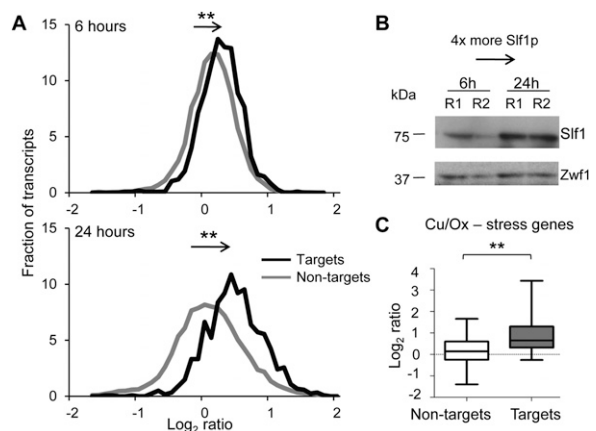 A
6 hours
**
15
10
5
0
-2
-1
0
1
2
Fraction of transcripts
24 hours
**
15
10
5
0
-2
-1
0
1
2
Targets
Non-targets
Log2 ratio
B
4x more Slf1p
6h
24h
kDa
R1 R2 R1 R2
75
Slf1
37
Zwf1
C
Cu/Ox – stress genes
**
4
3
2
1
0
-1
-2
Log2 ratio
Non-targets
Targets